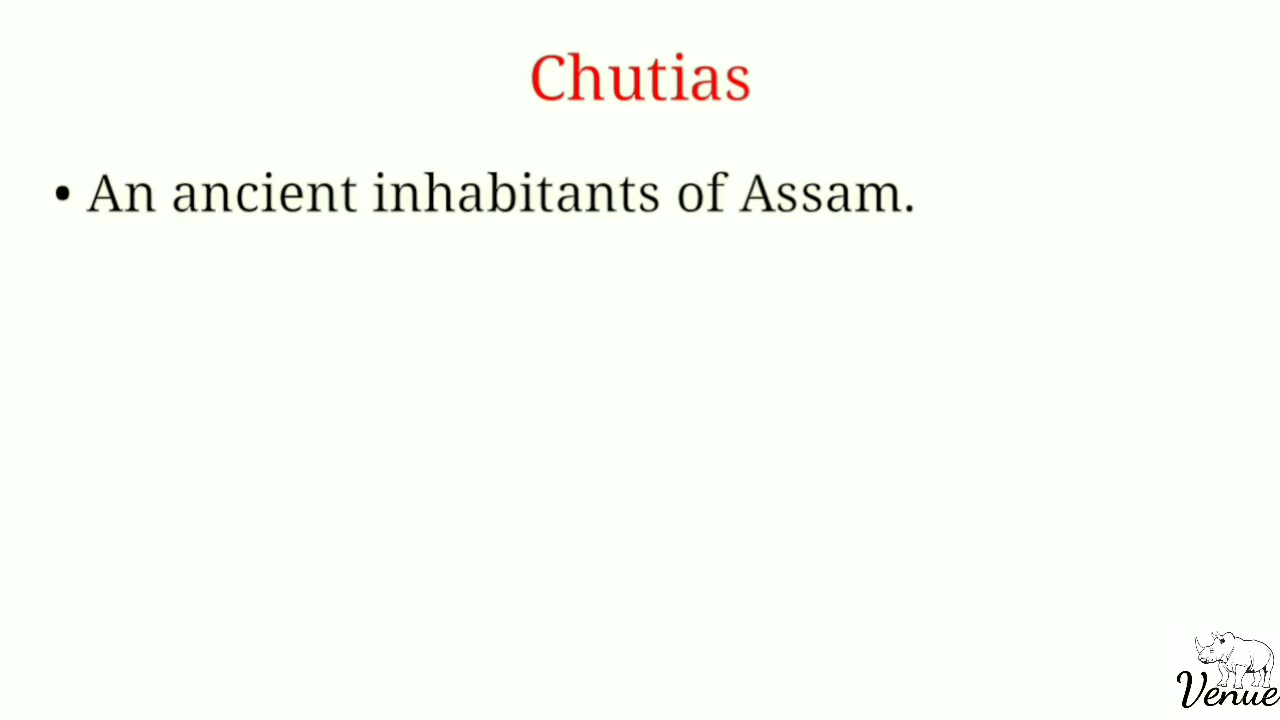 Chutias
• An ancient inhabitants of Assam.
Venue